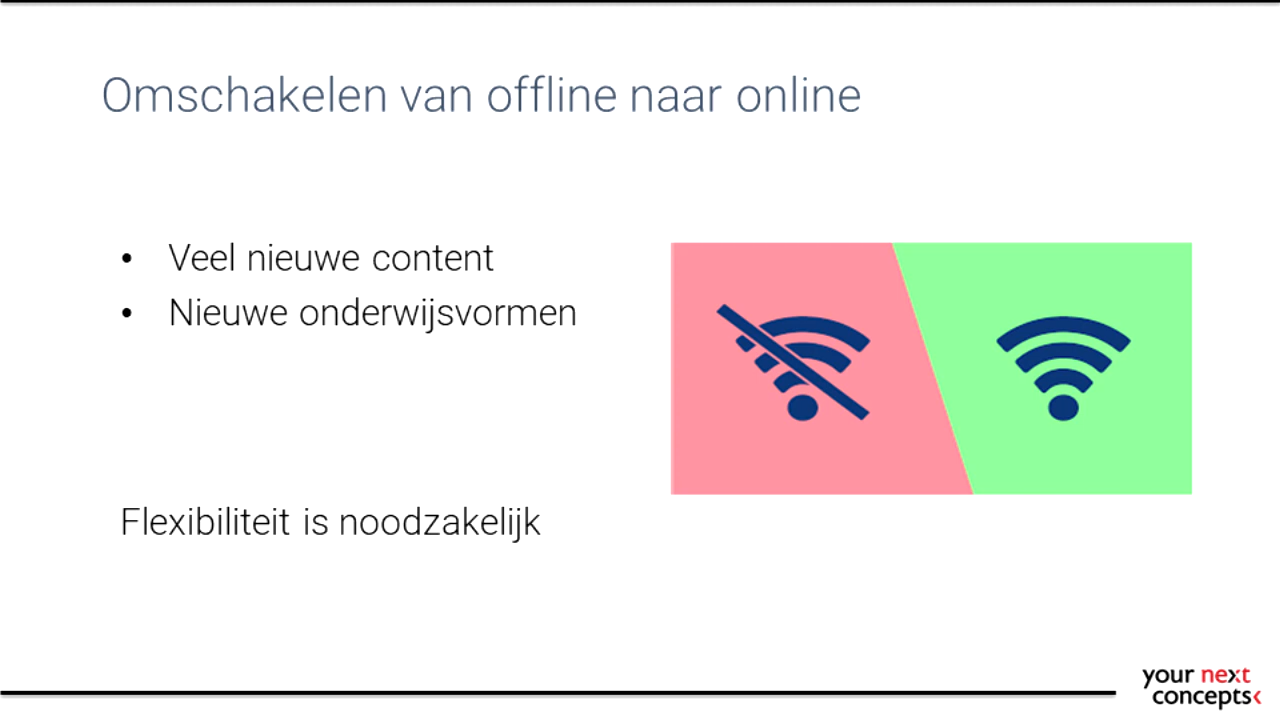 Omschakelen van offline naar online
• Veel nieuwe content
• Nieuwe onderwijsvormen
Flexibiliteit is noodzakelijk
your next
concepts‹